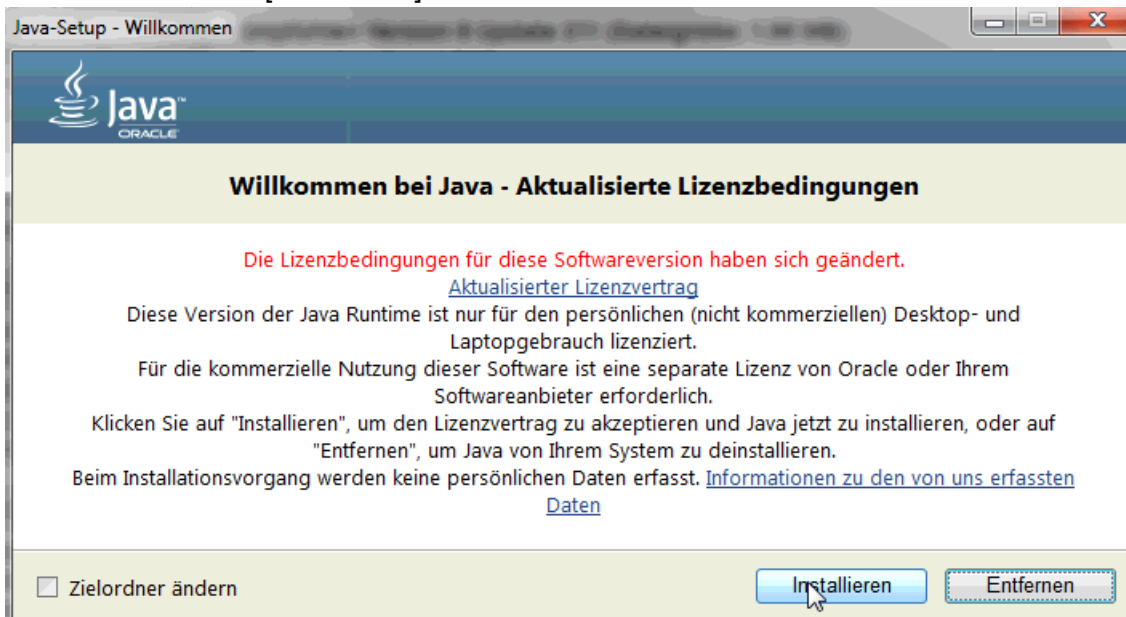 Java-Setup - Willkommen
Java™
ORACLE
Willkommen bei Java - Aktualisierte Lizenzbedingungen
Die Lizenzbedingungen für diese Softwareversion haben sich geändert.
Aktualisierter Lizenzvertrag
Diese Version der Java Runtime ist nur für den persönlichen (nicht kommerziellen) Desktop- und
Laptopgebrauch lizenziert.
Für die kommerzielle Nutzung dieser Software ist eine separate Lizenz von Oracle oder Ihrem
Softwareanbieter erforderlich.
Klicken Sie auf "Installieren", um den Lizenzvertrag zu akzeptieren und Java jetzt zu installieren, oder auf
"Entfernen", um Java von Ihrem System zu deinstallieren.
Beim Installationsvorgang werden keine persönlichen Daten erfasst. Informationen zu den von uns erfassten
Daten
Zielordner ändern
Installieren
Entfernen